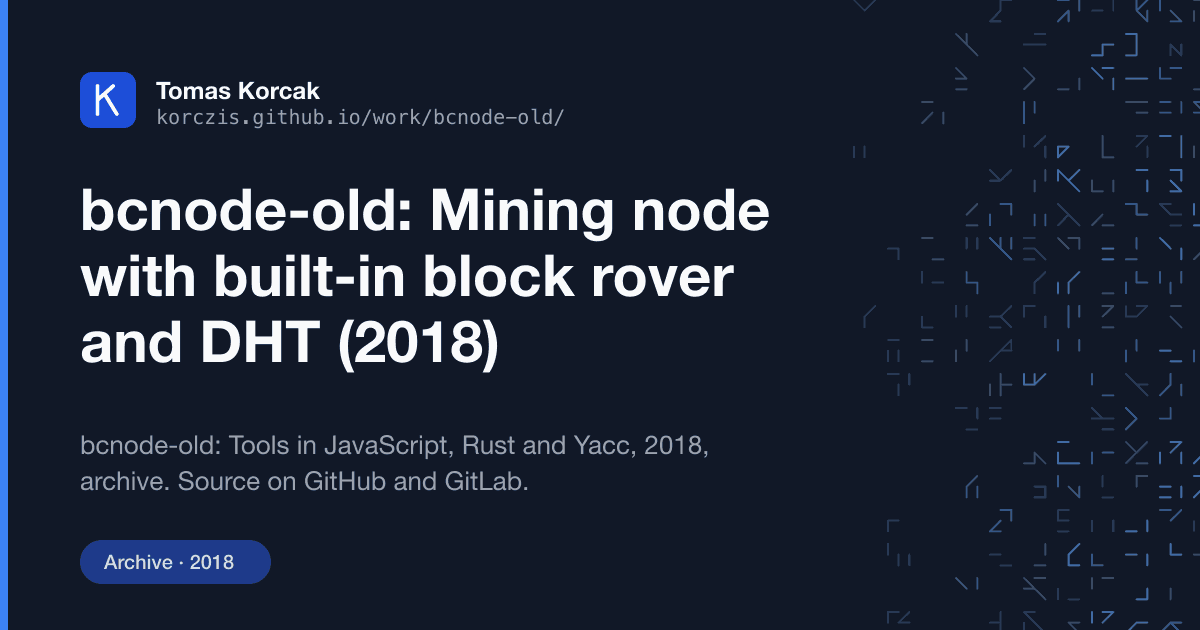 K
Tomas Korcak
korczis.github.io/work/bcnode-old/
bcnode-old: Mining node
with built-in block rover
and DHT (2018)
bcnode-old: Tools in JavaScript, Rust and Yacc, 2018,
archive. Source on GitHub and GitLab.
Archive · 2018